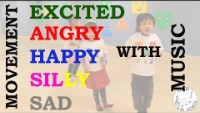 MOVEMENT
EXCITED
ANGRY
HAPPY
SILLY
SAD
WITH
MUSIC